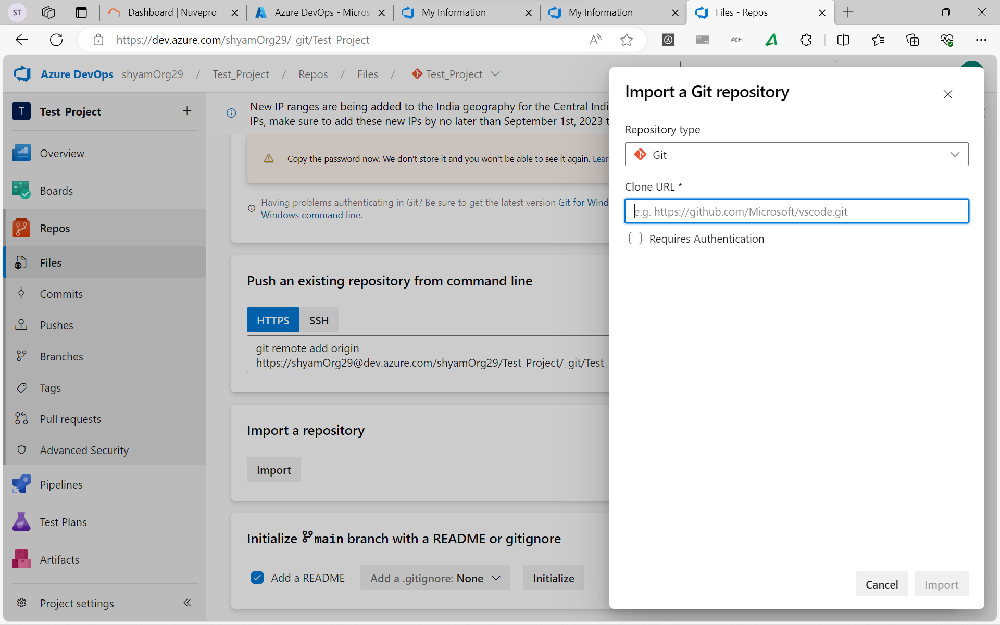 ST
Dashboard | Nuvepro
Azure DevOps - Micros
My Information
My Information
Files - Repos
https://dev.azure.com/shyamOrg29/_git/Test_Project
A
FCM
Azure DevOps
shyamOrg29 / Test_Project / Repos / Files / Test_Project
T
Test_Project
Overview
Boards
Repos
Files
Commits
Pushes
Branches
Tags
Pull requests
Advanced Security
Pipelines
Test Plans
Artifacts
Project settings
New IP ranges are being added to the India geography for the Central Indi
IPs, make sure to add these new IPs by no later than September 1st, 2023 t
Copy the password now. We don't store it and you won't be able to see it again. Lear
Having problems authenticating in Git? Be sure to get the latest version Git for Wind
Windows command line.
Push an existing repository from command line
HTTPS
SSH
git remote add origin
https://shyamOrg29@dev.azure.com/shyamOrg29/Test_Project/_git/Test_
Import a repository
Import
Initialize main branch with a README or gitignore
Add a README
Add a .gitignore: None
Initialize
Import a Git repository
Repository type
Git
Clone URL *
e.g. https://github.com/Microsoft/vscode.git
Requires Authentication
Cancel
Import